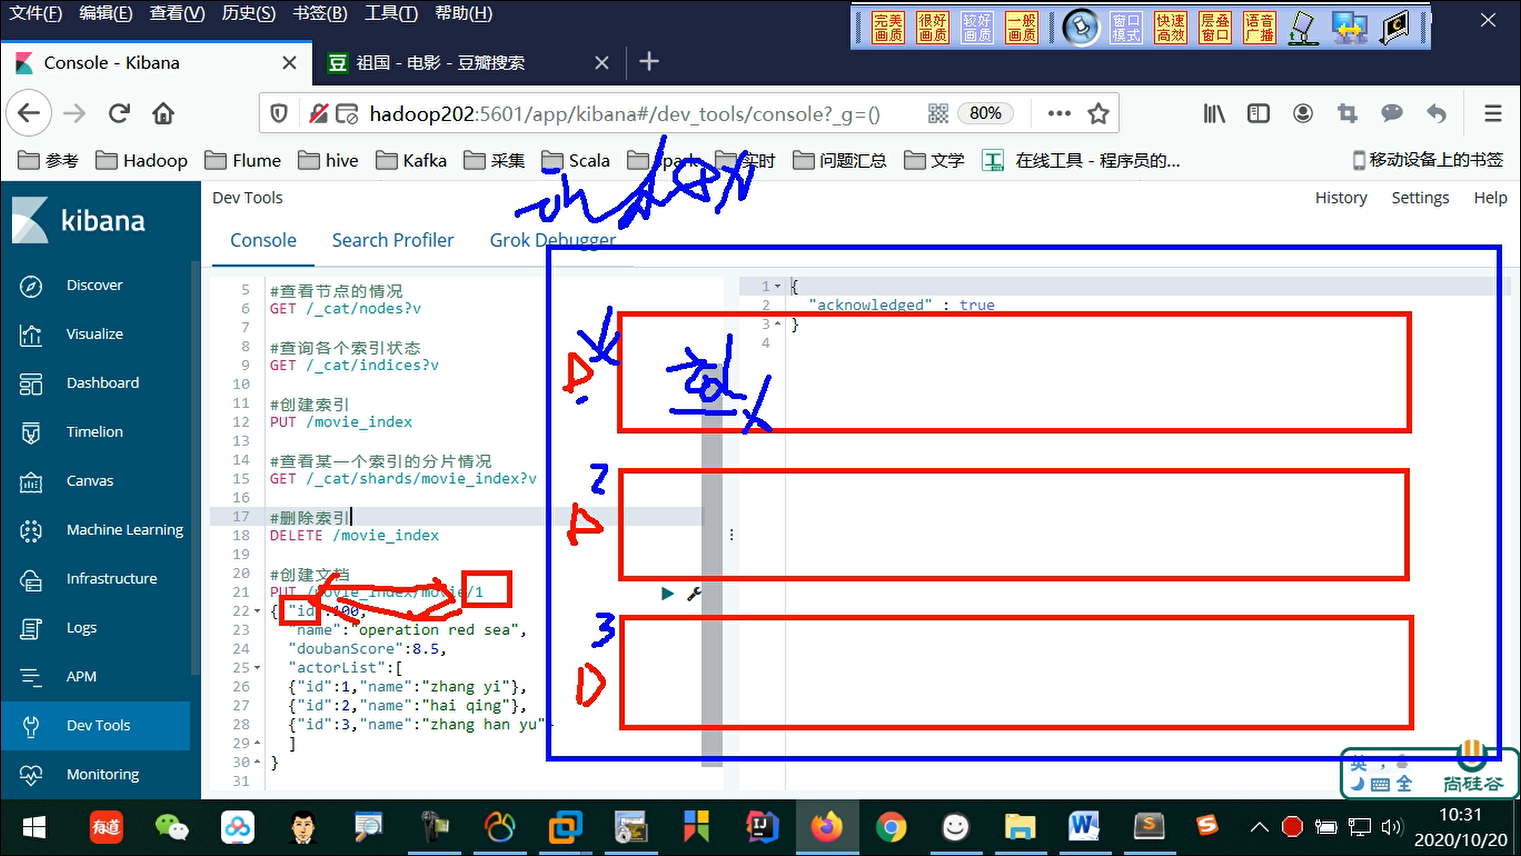 文件(F) 编辑(E) 查看(V) 历史(S) 书签(B) 工具(T) 帮助(H)
完美画质 很好画质 较好画质 一般画质 窗口模式 快速高效 层叠窗口 语音广播
Console - Kibana 豆 祖国 - 电影 - 豆瓣搜索
hadoop202:5601/app/kibana#/dev_tools/console?_g=() 80%
参考 Hadoop Flume hive Kafka 采集 Scala 实时 问题汇总 文学 工 在线工具 - 程序员的... 移动设备上的书签
index
kibana
Discover
Visualize
Dashboard
Timelion
Canvas
Machine Learning
Infrastructure
Logs
APM
Dev Tools
Monitoring
Dev Tools History Settings Help
Console Search Profiler Grok Debugger
5 #查看节点的情况
6 GET /_cat/nodes?v
7
8 #查询各个索引状态
9 GET /_cat/indices?v
10
11 #创建索引
12 PUT /movie_index
13
14 #查看某一个索引的分片情况
15 GET /_cat/shards/movie_index?v
16
17 #删除索引
18 DELETE /movie_index
19
20 #创建文档
21 PUT /movie_index/movie/1
22 { "id":100,
23 "name":"operation red sea",
24 "doubanScore":8.5,
25 "actorList":[
26 {"id":1,"name":"zhang yi"},
27 {"id":2,"name":"hai qing"},
28 {"id":3,"name":"zhang han yu"
29 ]
30 }
31
1 {
2 "acknowledged" : true
3 }
4
D
id
2
D
3
D
英 , 全
尚硅谷
有道 IJ W S
10:31
2020/10/20